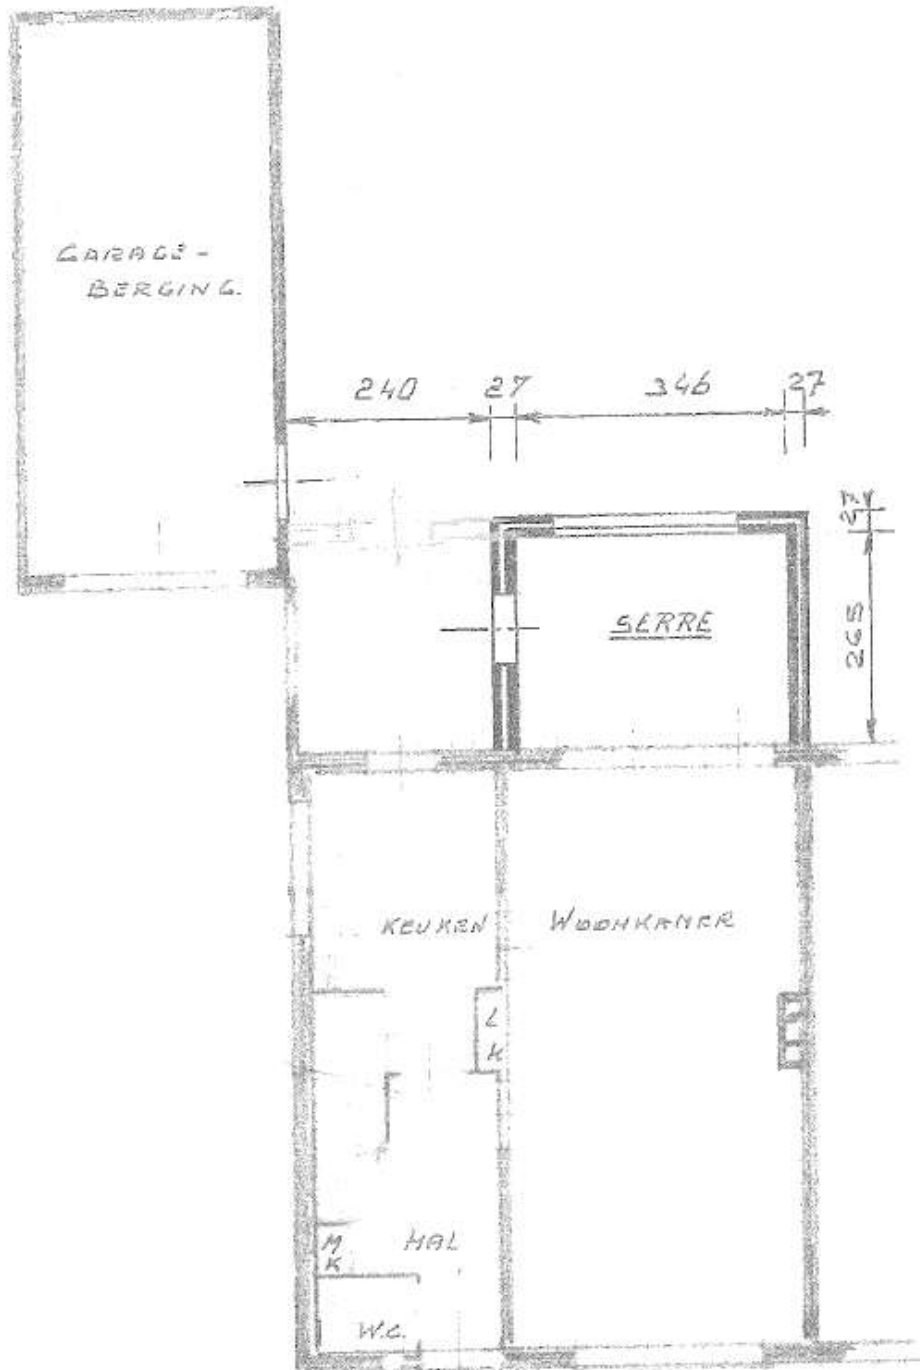 GARAGE-
BERGING.
240 27 346 27
27
265
SERRE
KEUKEN WOONKAMER
L
K
M
K
HAL
W.C.